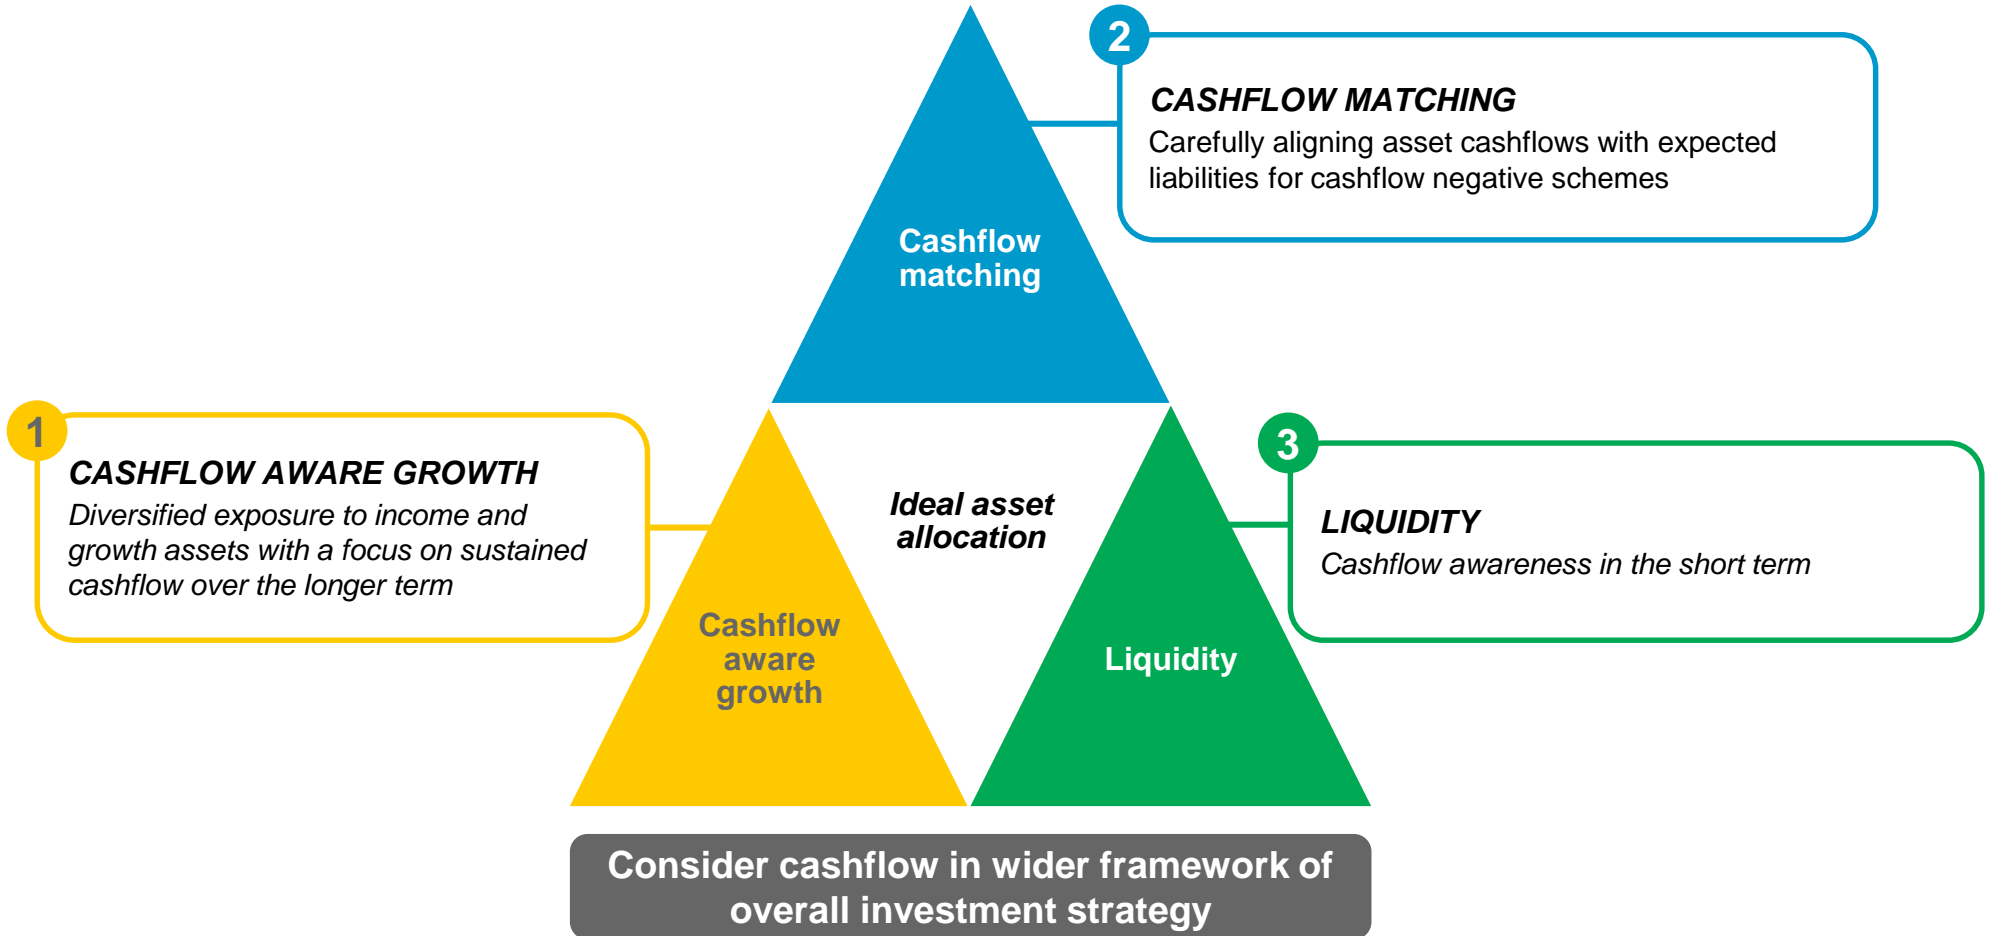 2
CASHFLOW MATCHING
Carefully aligning asset cashflows with expected
liabilities for cashflow negative schemes
Cashflow
matching
1
CASHFLOW AWARE GROWTH
Diversified exposure to income and
growth assets with a focus on sustained
cashflow over the longer term
Ideal asset
allocation
3
LIQUIDITY
Cashflow awareness in the short term
Cashflow
aware
growth
Liquidity
Consider cashflow in wider framework of
overall investment strategy